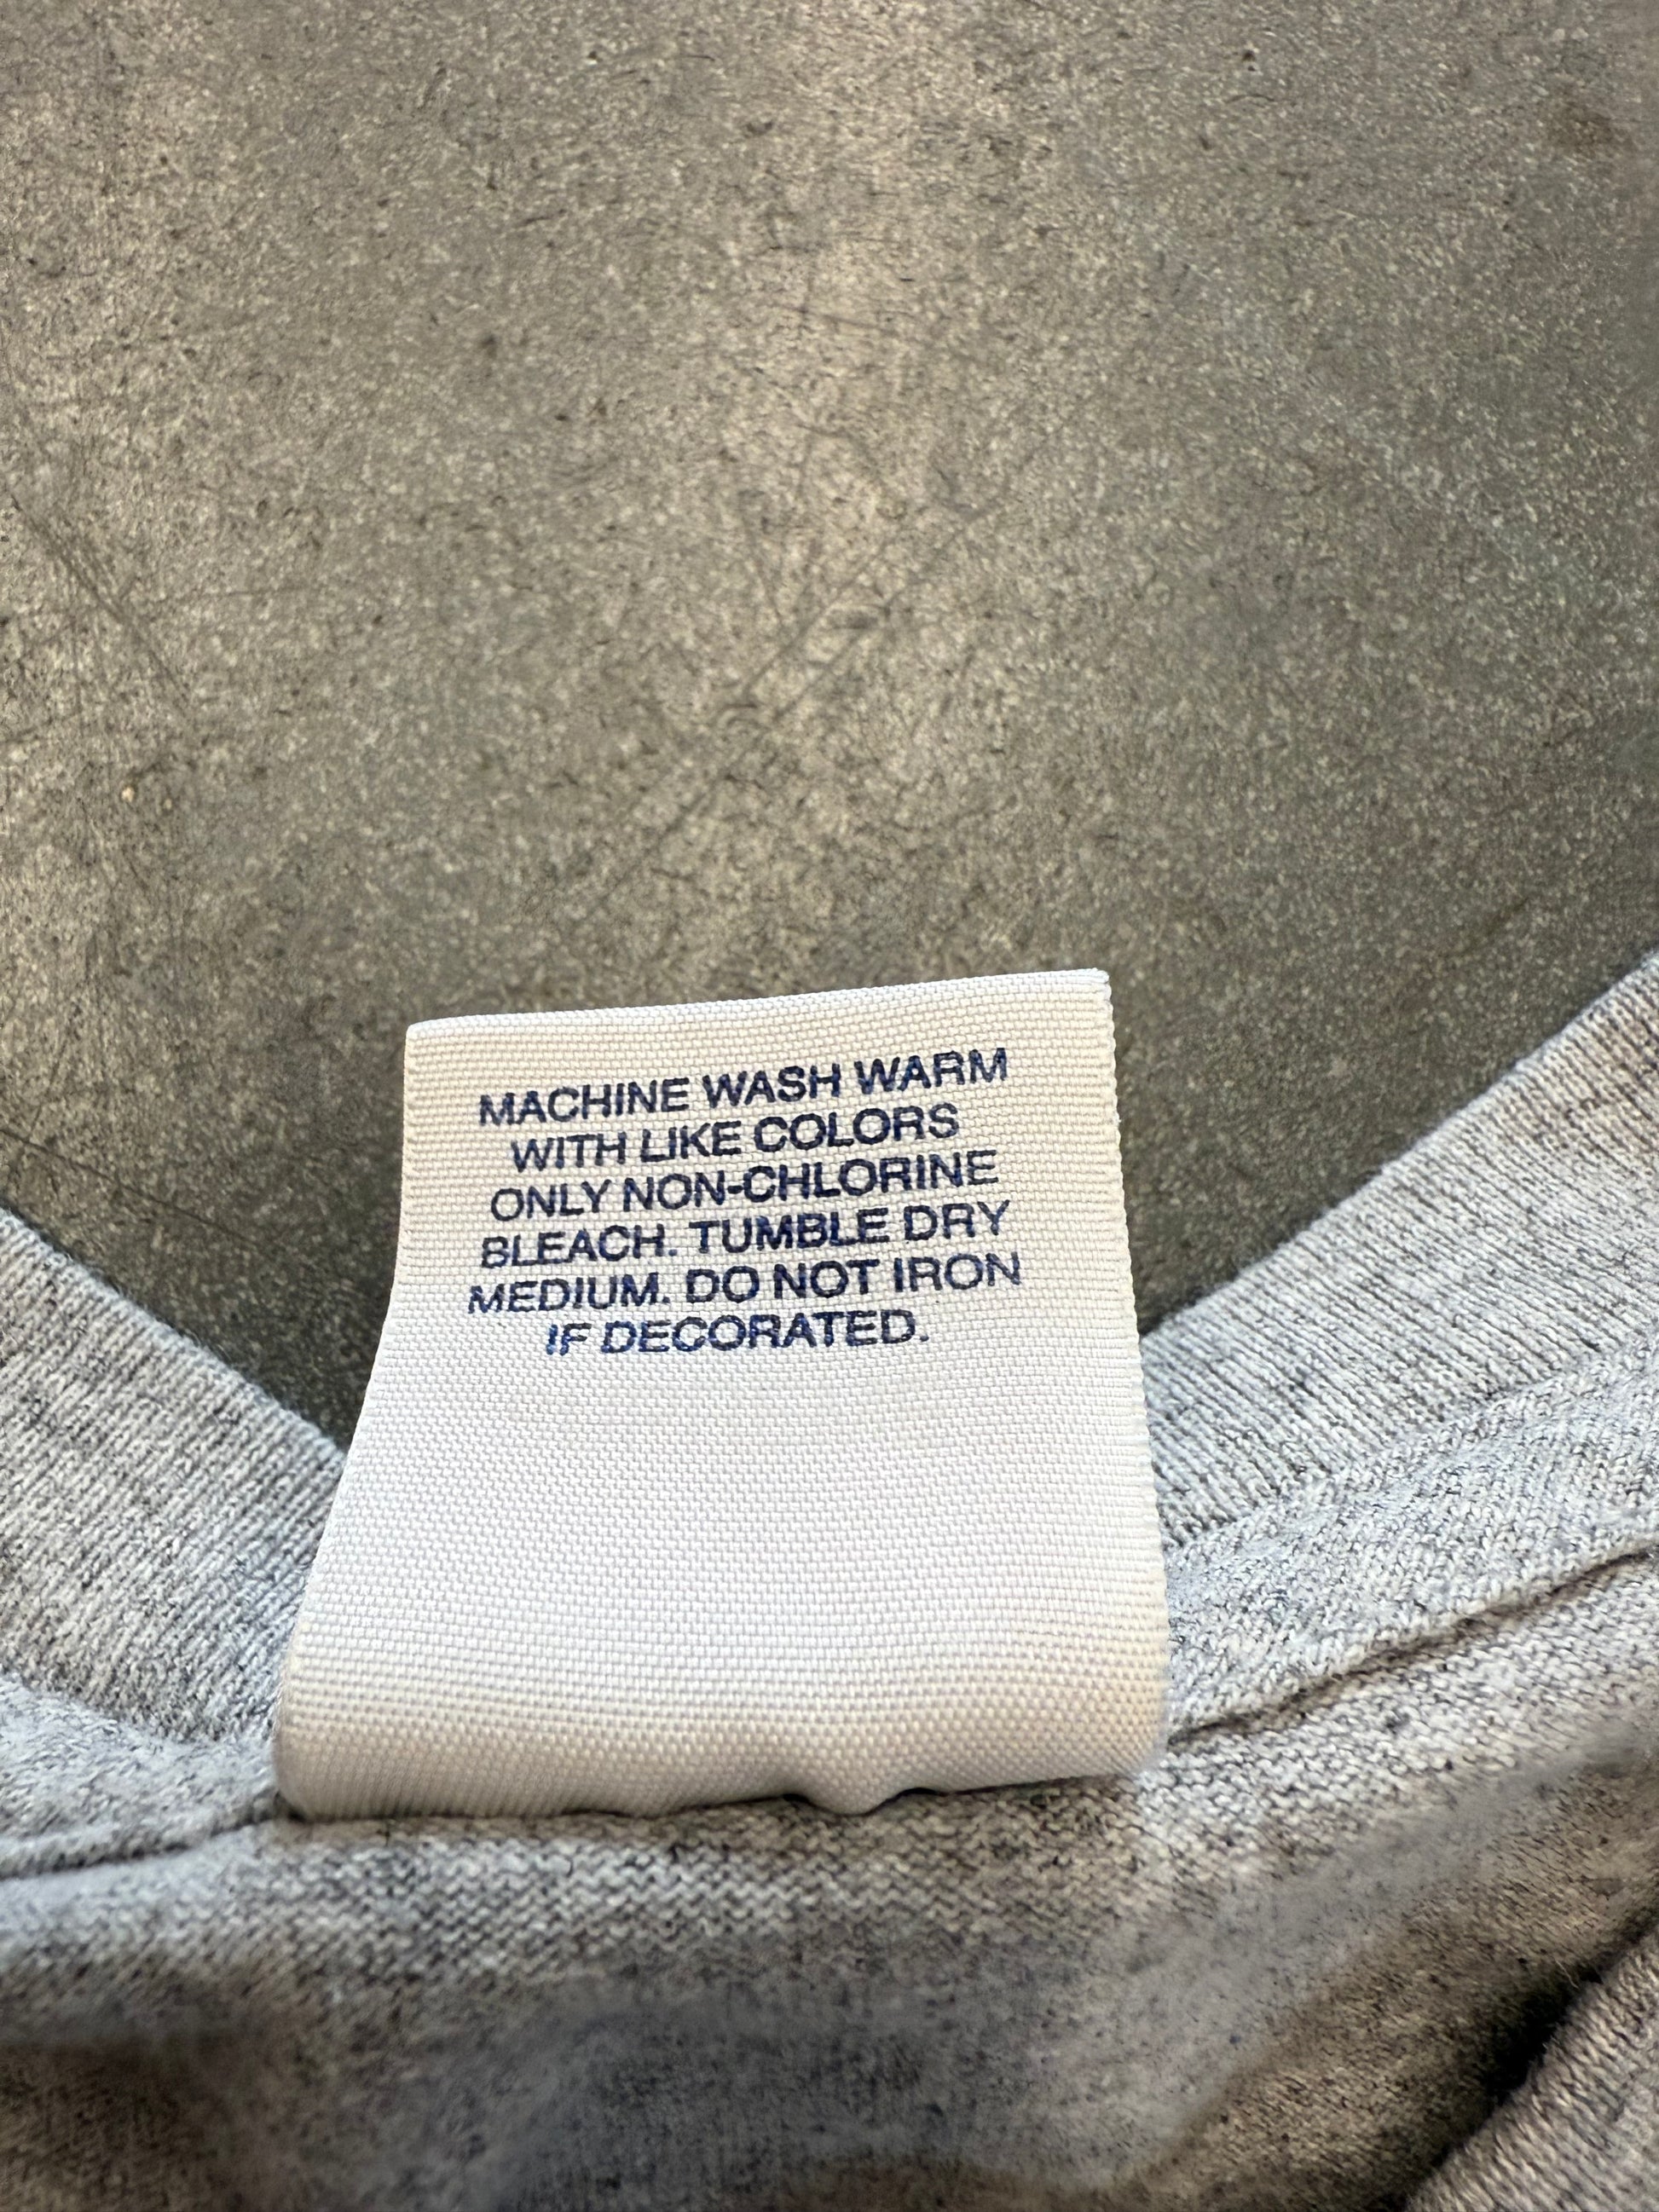 MACHINE WASH WARM
WITH LIKE COLORS
ONLY NON-CHLORINE
BLEACH. TUMBLE DRY
MEDIUM. DO NOT IRON
IF DECORATED.